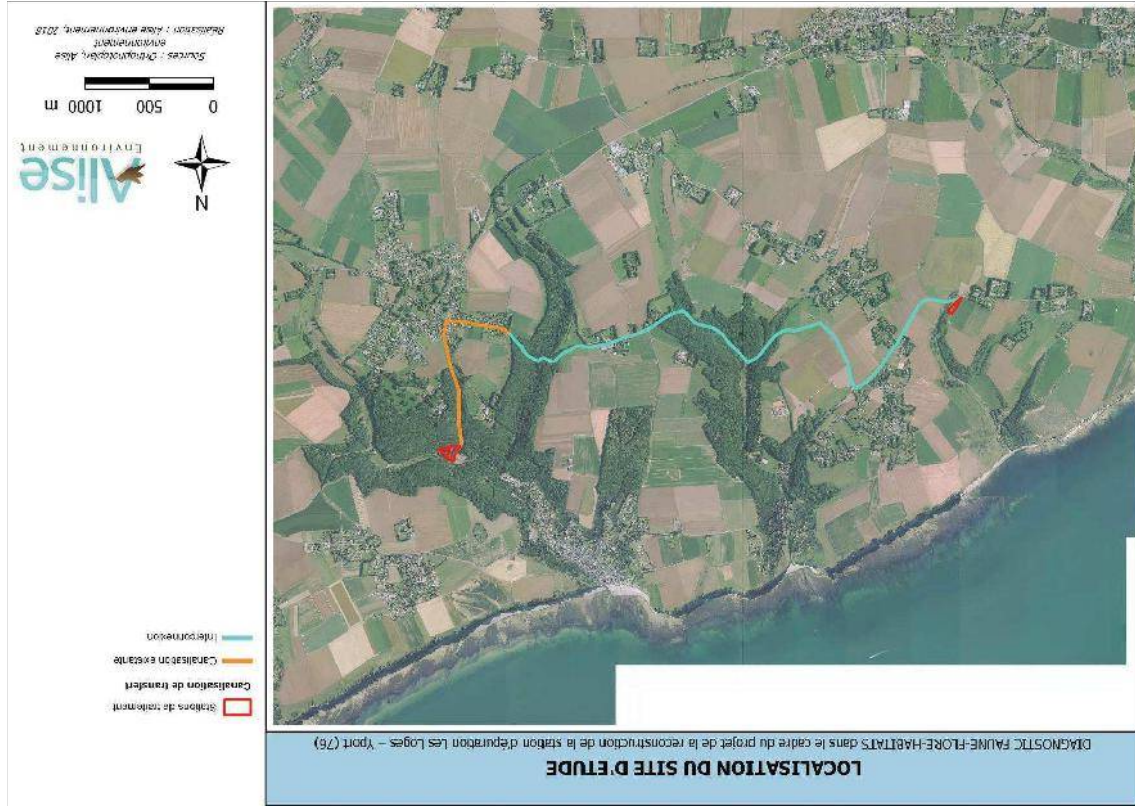 LOCALISATION DU SITE D'ETUDE
DIAGNOSTIC FAUNE-FLORE-HABITATS dans le cadre du projet de la reconstruction de la station d'épuration Les Loges – Yport (76)
Stations de traitement
Canalisation de transfert
Canalisation existante
Interconnexion
N
Alise
Environnement
0 500 1000 m
Sources : Orthophotoplan, Alise
environnement
Réalisation : Alise environnement, 2018